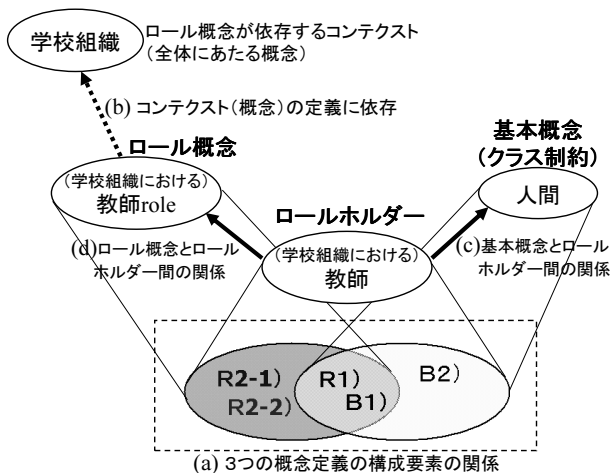 学校組織
ロール概念が依存するコンテクスト
(全体にあたる概念)
(b) コンテクスト(概念)の定義に依存
ロール概念
基本概念
(クラス制約)
(学校組織における)
教師role
人間
ロールホルダー
(d)ロール概念とロール
ホルダー間の関係
(学校組織における)
教師
(c)基本概念とロール
ホルダー間の関係
R2-1)
R2-2)
R1)
B1)
B2)
(a) 3つの概念定義の構成要素の関係